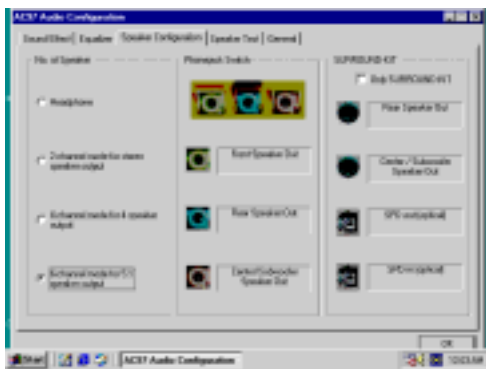 AC97 Audio Configuration
Sound Effect
Equalizer
Speaker Configuration
Speaker Test
General
No. of Speaker
Headphone
2-channel mode for stereo
speaker output
4-channel mode for 4 speaker
output
6-channel mode for 5.1
speaker output
Phonejack Switch
Front Speaker Out
Rear Speaker Out
Center/Subwoofer
Speaker Out
SURROUND-KIT
Only SURROUND-KIT
Rear Speaker Out
Center / Subwoofer
Speaker Out
OK
Start
AC97 Audio Configuration